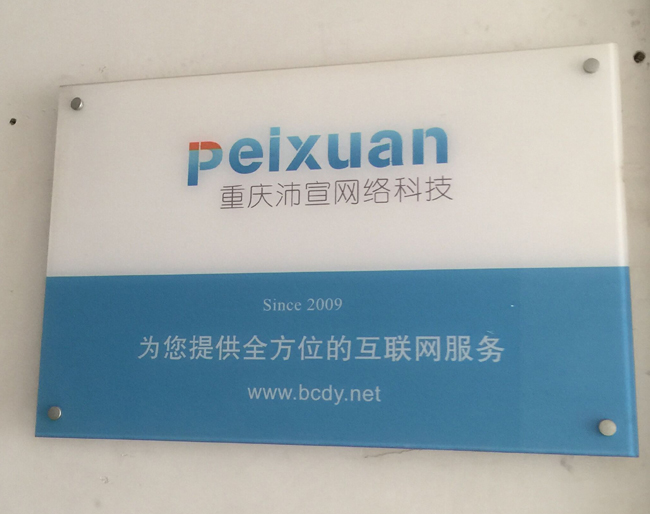 peixuan
重庆沛宣网络科技
Since 2009
为您提供全方位的互联网服务
www.bcdy.net